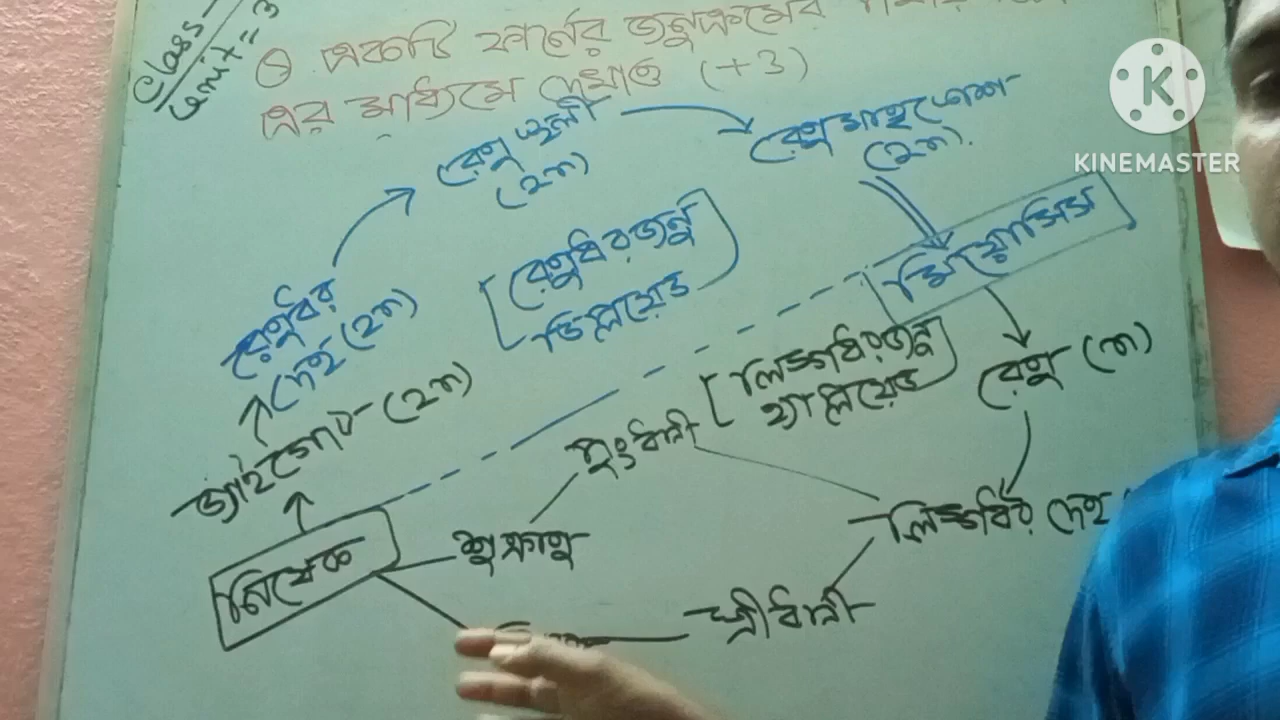 Class -
Unit = 3
একটি ফার্নের জনুক্রমের
এর মাধ্যমে দেখাও (+3)
রেণুস্থলী
(2n)
রেণুমাতৃকোশ
(2n).
রেণুধর
দেহ (2n)
রেণুধর জনু
ডিপ্লয়েড
মিয়োসিস
জাইগোট (2n)
লিঙ্গধর জনু
হ্যাপ্লয়েড
রেণু (n)
পুংধানী
লিঙ্গধর দেহ
নিষেক
শুক্রাণু
স্ত্রীধানী
KINEMASTER